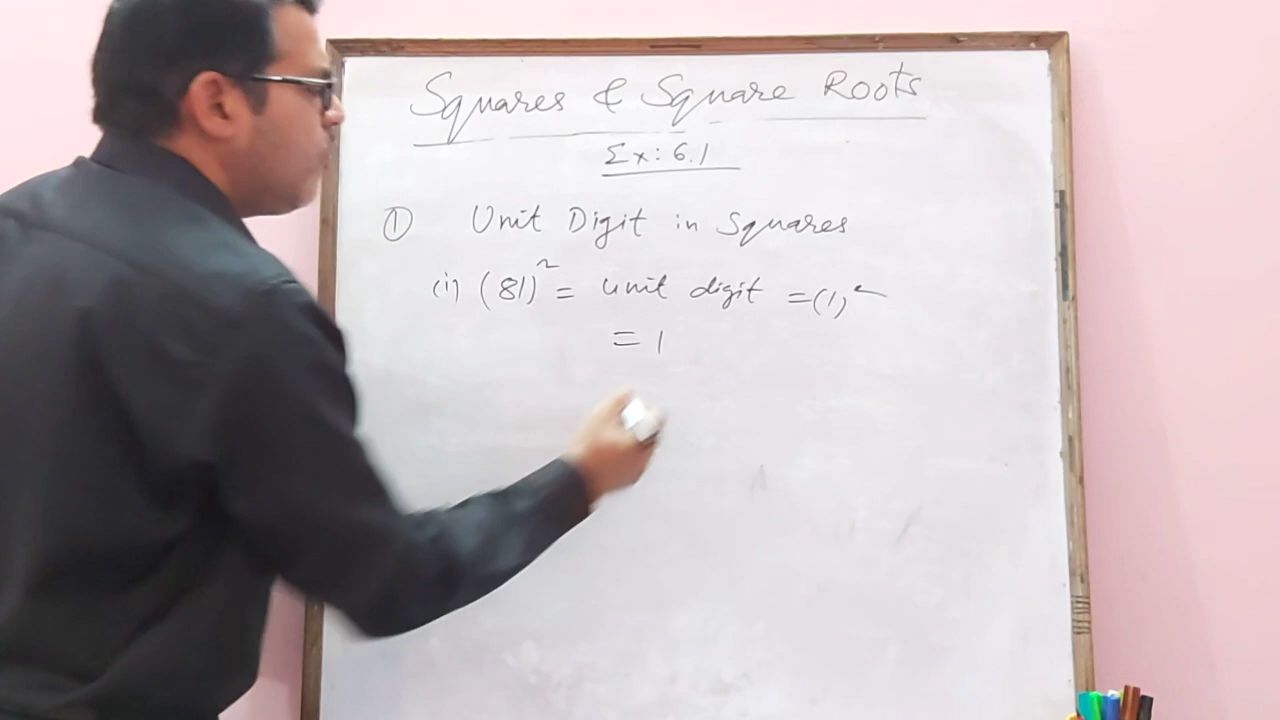 Squares & Square Roots
Ex: 6.1
① Unit Digit in Squares
(i) (81)² = unit digit = (1)²
= 1